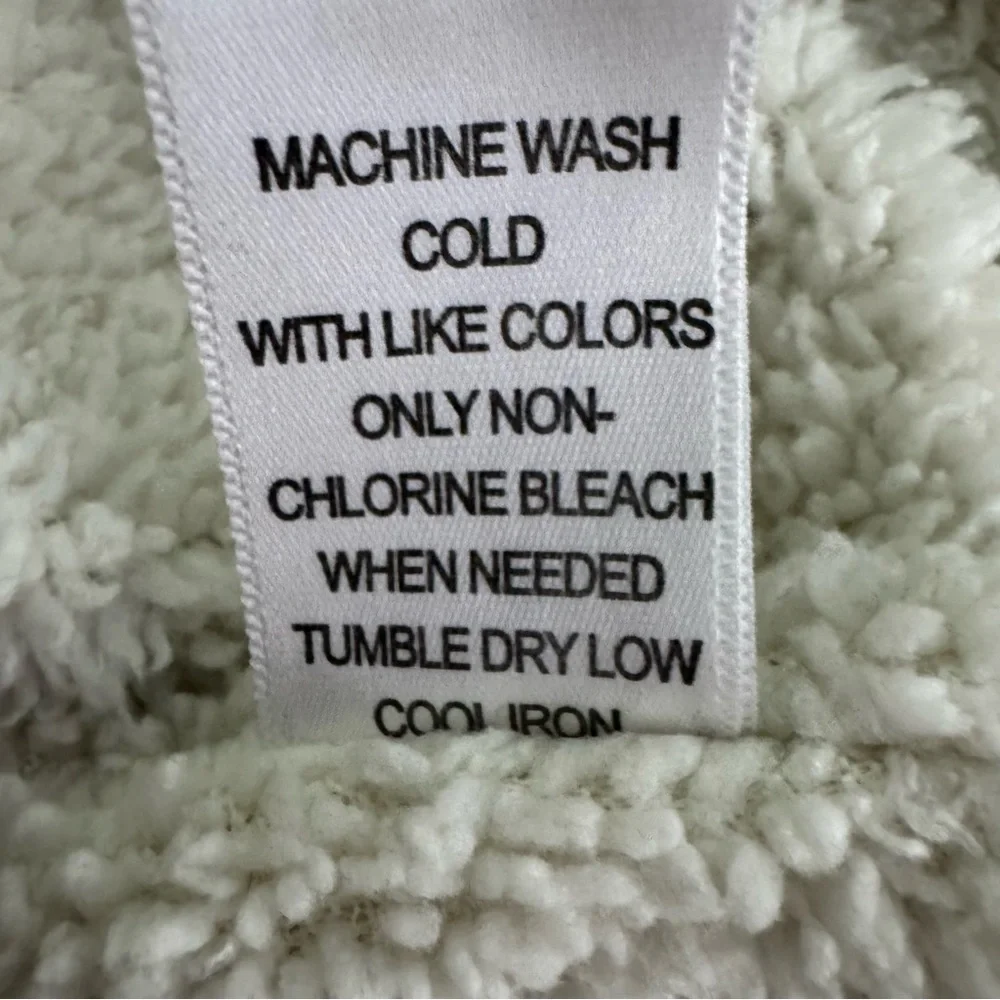 MACHINE WASH
COLD
WITH LIKE COLORS
ONLY NON-
CHLORINE BLEACH
WHEN NEEDED
TUMBLE DRY LOW
COOL IRON